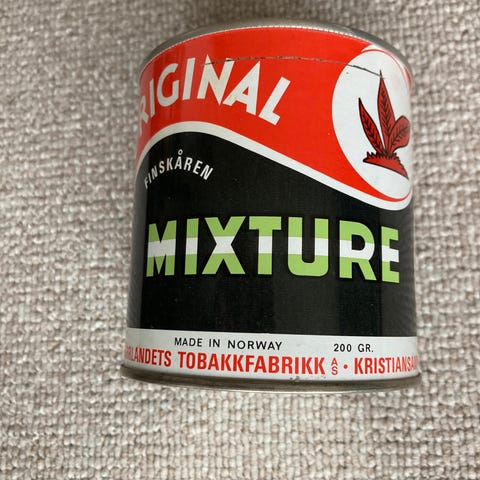 RIGINAL
FINSKÅREN
MIXTURE
MADE IN NORWAY 200 GR.
RLANDETS TOBAKKFABRIKK A/S · KRISTIANSAN